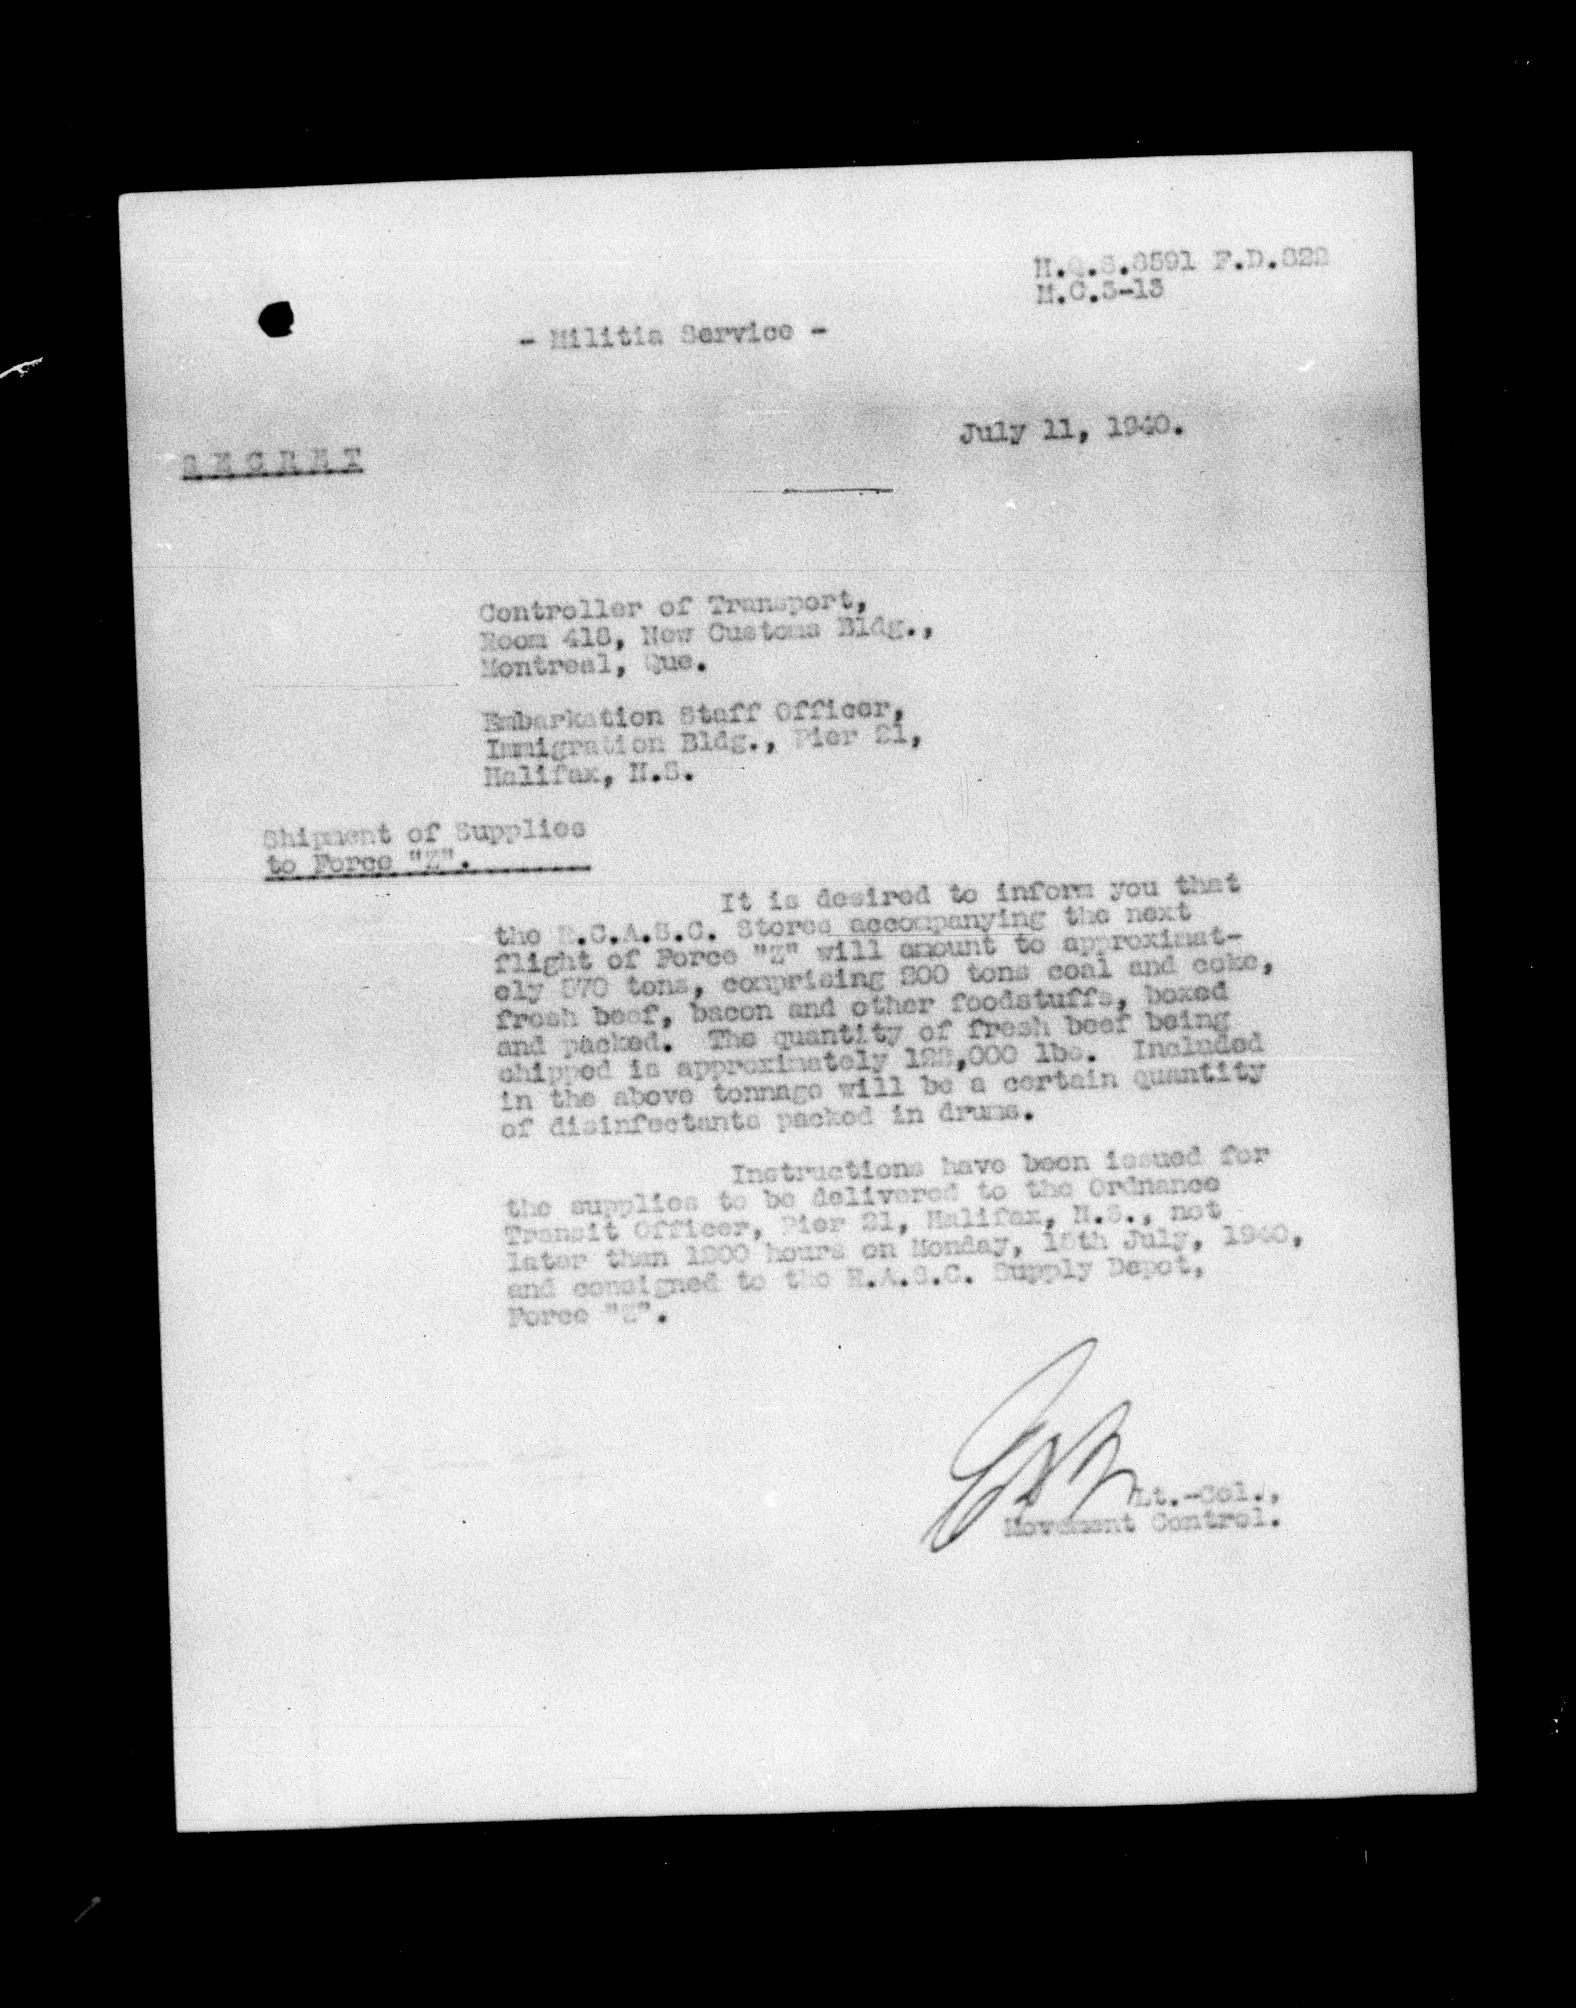 H.Q.S.8591 F.D.822
M.C.3-13
- Militia Service -
July 11, 1940.
S E C R E T
Controller of Transport,
Room 418, New Customs Bldg.,
Montreal, Que.
Embarkation Staff Officer,
Immigration Bldg., Pier 21,
Halifax, N.S.
Shipment of Supplies
to Force "Z".
It is desired to inform you that
the R.C.A.S.C. Stores accompanying the next
flight of Force "Z" will amount to approximat-
ely tons, comprising tons coal and coke,
fresh beef, bacon and other foodstuffs, boxed
and packed. The quantity of fresh beef being
shipped is approximately lbs. Included
in the above tonnage will be a certain quantity
of disinfectants packed in drums.
Instructions have been issued for
the supplies to be delivered to the Ordnance
Transit Officer, Pier 21, Halifax, N.S., not
later than 1200 hours on Monday, 15th July, 1940,
and consigned to the R.A.S.C. Supply Depot,
Force "Z".
Lt.-Col.,
Movement Control.